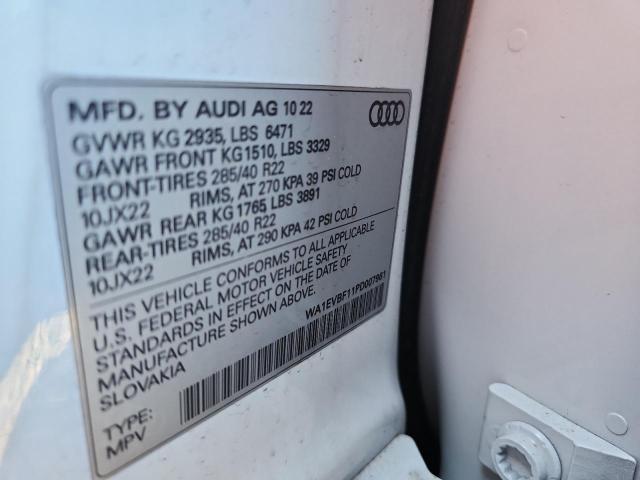 MFD. BY AUDI AG 10 22
GVWR KG 2935, LBS 6471
GAWR FRONT KG1510, LBS 3329
FRONT-TIRES 285/40 R22
10JX22 RIMS, AT 270 KPA 39 PSI COLD
GAWR REAR KG 1765 LBS 3891
REAR-TIRES 285/40 R22
10JX22 RIMS, AT 290 KPA 42 PSI COLD
THIS VEHICLE CONFORMS TO ALL APPLICABLE
U.S. FEDERAL MOTOR VEHICLE SAFETY
STANDARDS IN EFFECT ON THE DATE OF
MANUFACTURE SHOWN ABOVE.
SLOVAKIA
WA1EVBF11PD007981
TYPE:
MPV